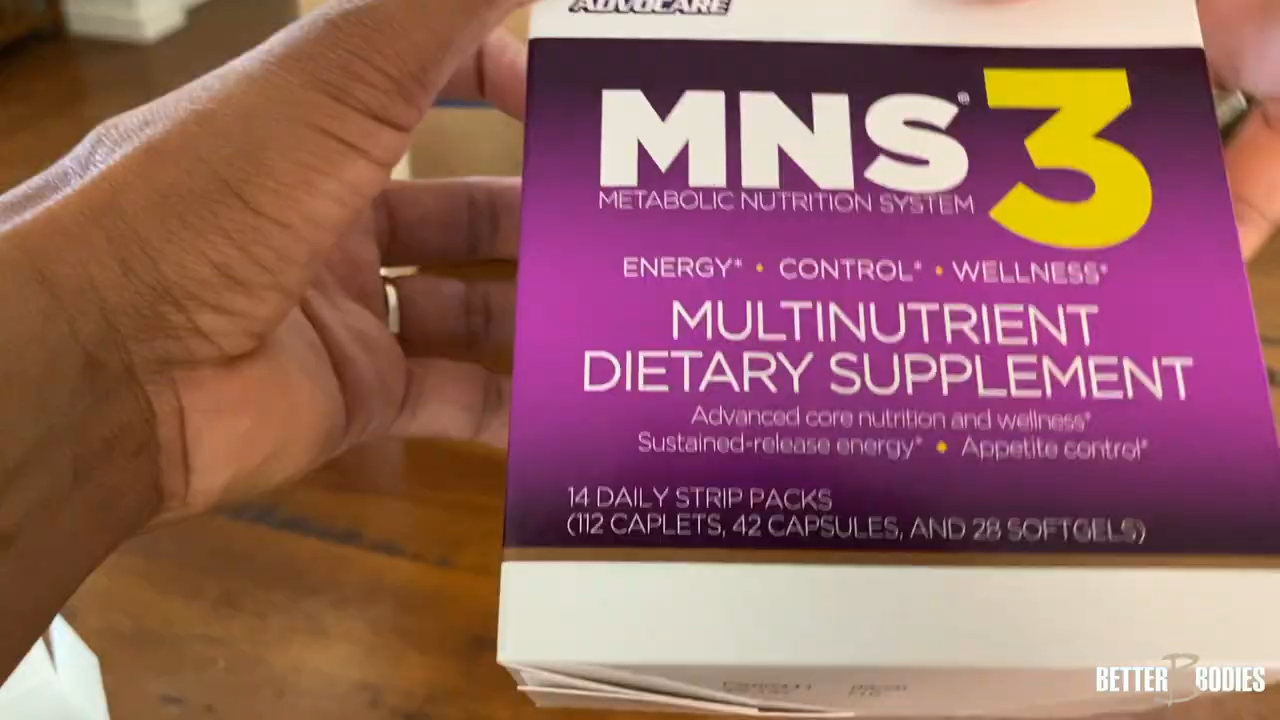 ADVOCARE
MNS® 3
METABOLIC NUTRITION SYSTEM
ENERGY* • CONTROL* • WELLNESS*
MULTINUTRIENT
DIETARY SUPPLEMENT
Advanced core nutrition and wellness*
Sustained-release energy* • Appetite control*
14 DAILY STRIP PACKS
(112 CAPLETS, 42 CAPSULES, AND 28 SOFTGELS)
BETTER B BODIES